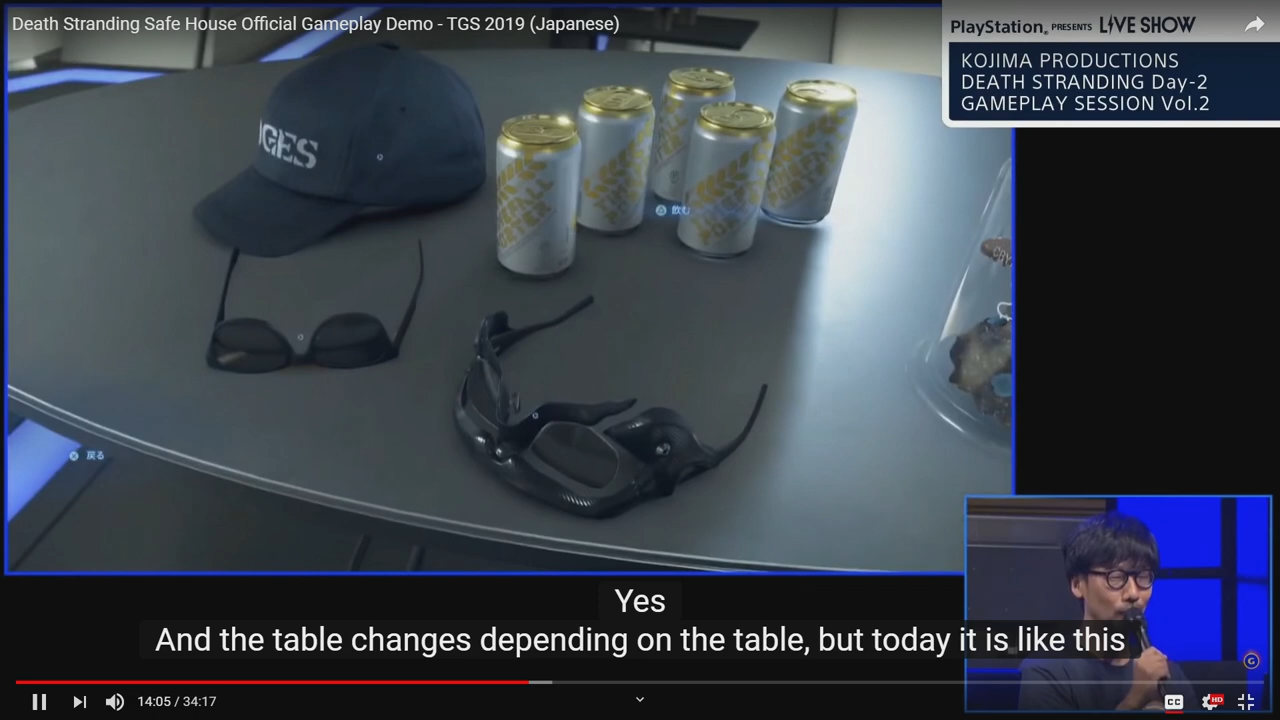 Death Stranding Safe House Official Gameplay Demo - TGS 2019 (Japanese)
PlayStation® PRESENTS LIVE SHOW
KOJIMA PRODUCTIONS
DEATH STRANDING Day-2
GAMEPLAY SESSION Vol.2
GES
飲む
戻る
Yes
And the table changes depending on the table, but today it is like this
14:05 / 34:17
CC
HD